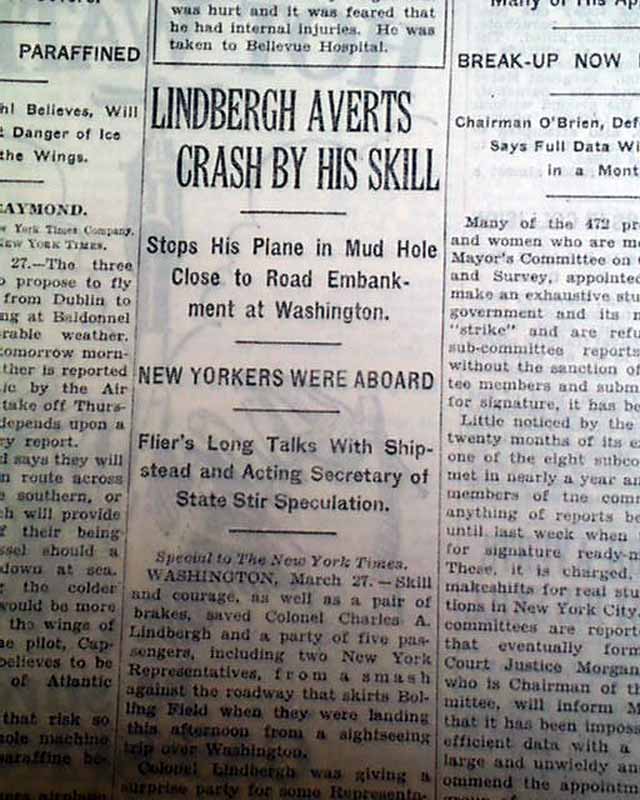 PARAFFINED
Believes, Will
Danger of Ice
the Wings.
RAYMOND.
York Times Company.
NEW YORK TIMES.
27.—The three
propose to fly
from Dublin to
at Baldonnel
weather.
tomorrow morn-
is reported
by the Air
take off Thurs-
depends upon a
report.
says they will
route across
southern, or
will provide
their being
should a
down at sea.
the colder
would be more
the wings of
pilot, Cap-
believes to be
of Atlantic
that risk so
machine
was hurt and it was feared that
he had internal injuries. He was
taken to Bellevue Hospital.
LINDBERGH AVERTS
CRASH BY HIS SKILL
Stops His Plane in Mud Hole
Close to Road Embank-
ment at Washington.
NEW YORKERS WERE ABOARD
Flier's Long Talks With Ship-
stead and Acting Secretary of
State Stir Speculation.
Special to The New York Times.
WASHINGTON, March 27.—Skill
and courage, as well as a pair of
brakes, saved Colonel Charles A.
Lindbergh and a party of five pas-
sengers, including two New York
Representatives, from a smash
against the roadway that skirts Bol-
ling Field when they were landing
this afternoon from a sightseeing
trip over Washington.
Colonel Lindbergh was giving a
surprise party for some Representa-
Many of His
BREAK-UP NOW
Chairman O'Brien,
Says Full Data
in a
Many of the 472
and women who are
Mayor's Committee on
and Survey, appointed
make an exhaustive
government and its
"strike" and are
sub-committee reports
without the sanction of
tee members and
for signature, it has
Little noticed by the
twenty months of its
one of the eight
met in nearly a year
members of the
anything of reports
until last week when
for signature
These, it is charged.
makeshifts for real
tions in New York City.
committees are
that eventually
Court Justice Morgan
who is Chairman of
mittee, will inform
that it has been
efficient data with a
large and unwieldy
ommend the